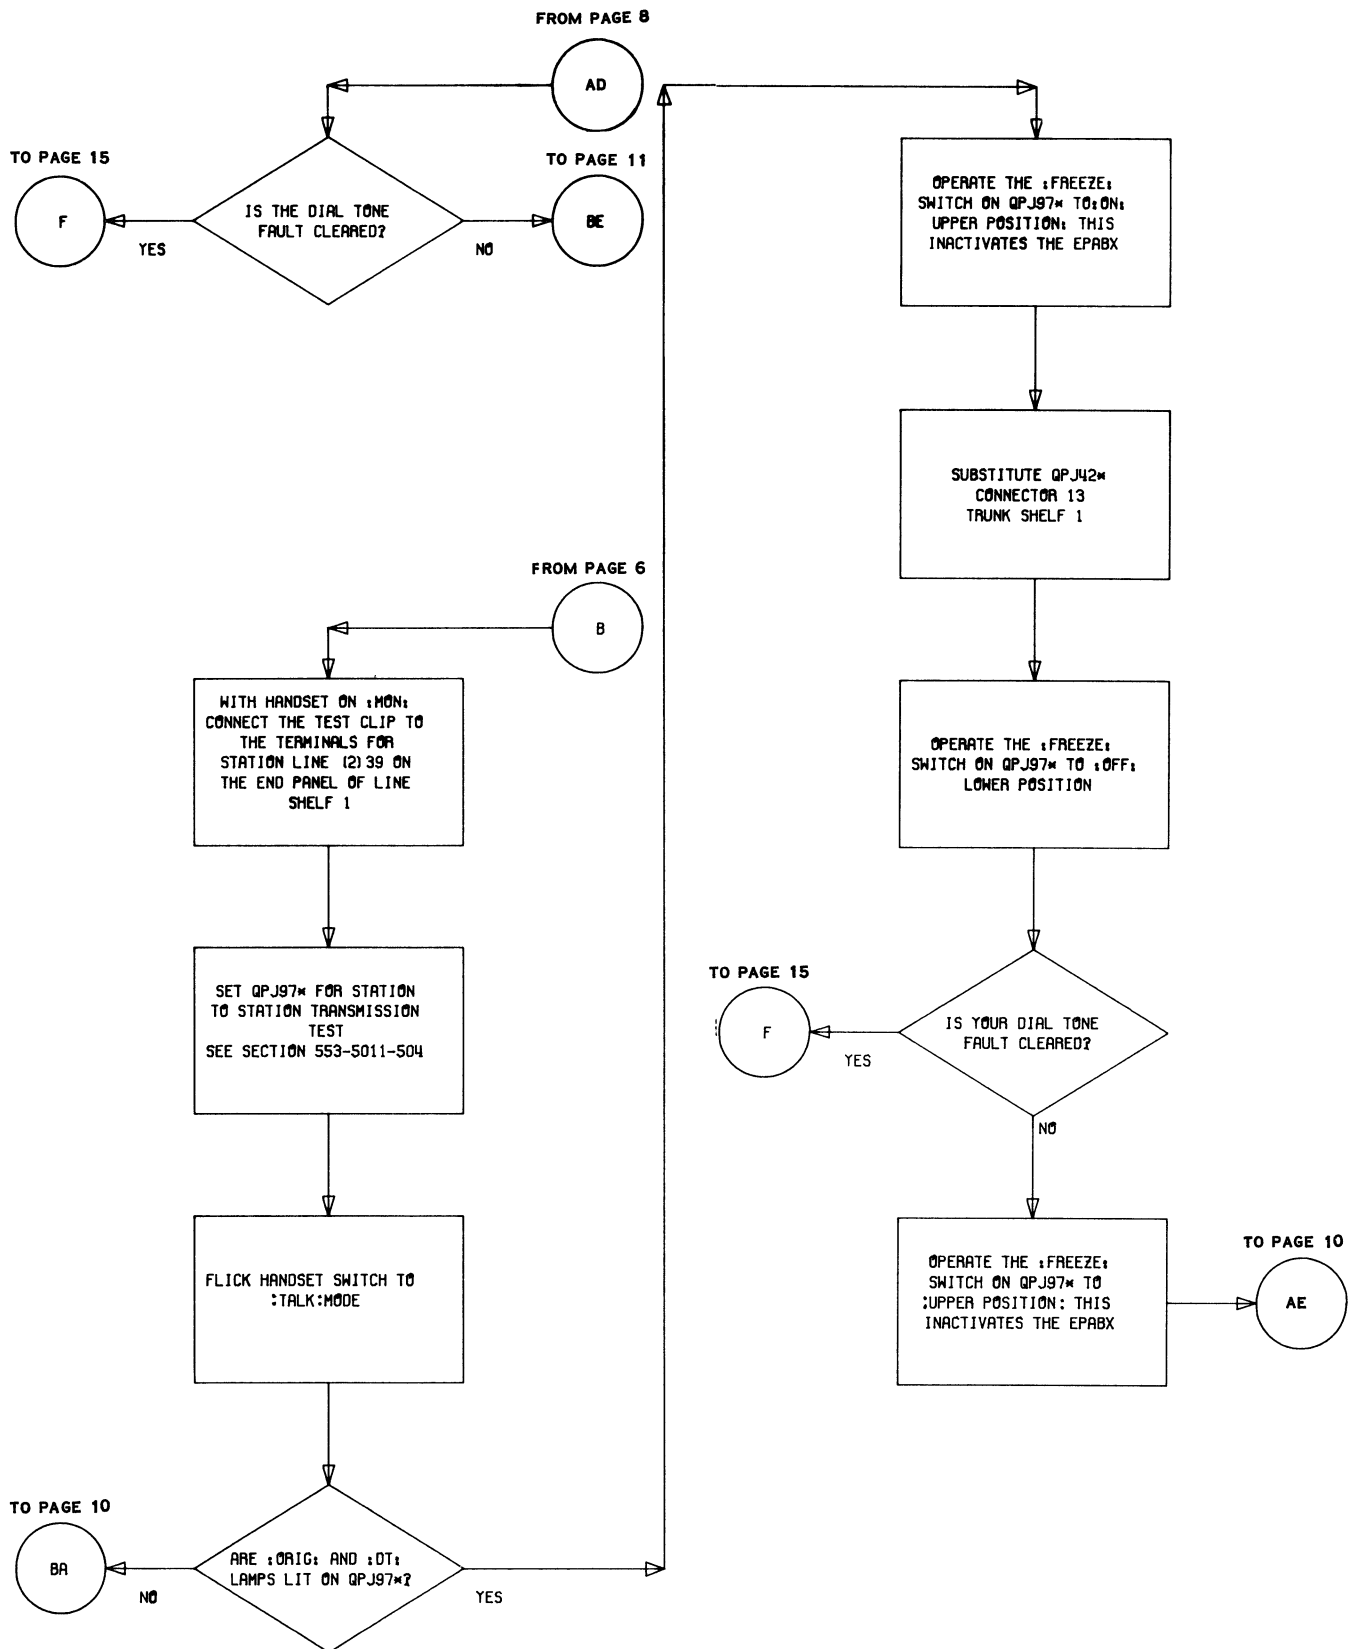 FROM PAGE 8
AD
TO PAGE 15
F
YES
IS THE DIAL TONE
FAULT CLEARED?
NO
TO PAGE 11
BE
FROM PAGE 6
B
WITH HANDSET ON :MON:
CONNECT THE TEST CLIP TO
THE TERMINALS FOR
STATION LINE (2)39 ON
THE END PANEL OF LINE
SHELF 1
SET QPJ97* FOR STATION
TO STATION TRANSMISSION
TEST
SEE SECTION 553-5011-504
FLICK HANDSET SWITCH TO
:TALK:MODE
TO PAGE 10
BA
NO
ARE :ORIG: AND :DT:
LAMPS LIT ON QPJ97*?
YES
OPERATE THE :FREEZE:
SWITCH ON QPJ97* TO:ON:
UPPER POSITION: THIS
INACTIVATES THE EPABX
SUBSTITUTE QPJ42*
CONNECTOR 13
TRUNK SHELF 1
OPERATE THE :FREEZE:
SWITCH ON QPJ97* TO :OFF:
LOWER POSITION
TO PAGE 15
F
YES
IS YOUR DIAL TONE
FAULT CLEARED?
NO
OPERATE THE :FREEZE:
SWITCH ON QPJ97* TO
:UPPER POSITION: THIS
INACTIVATES THE EPABX
TO PAGE 10
AE